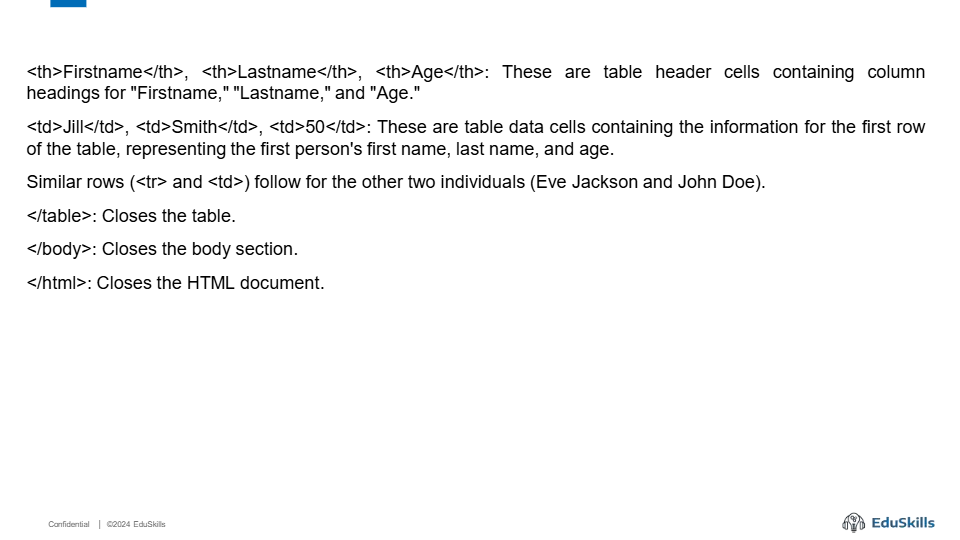 <th>Firstname</th>, <th>Lastname</th>, <th>Age</th>: These are table header cells containing column
headings for "Firstname," "Lastname," and "Age."
<td>Jill</td>, <td>Smith</td>, <td>50</td>: These are table data cells containing the information for the first row
of the table, representing the first person's first name, last name, and age.
Similar rows (<tr> and <td>) follow for the other two individuals (Eve Jackson and John Doe).
</table>: Closes the table.
</body>: Closes the body section.
</html>: Closes the HTML document.
Confidential | ©2024 EduSkills
EduSkills